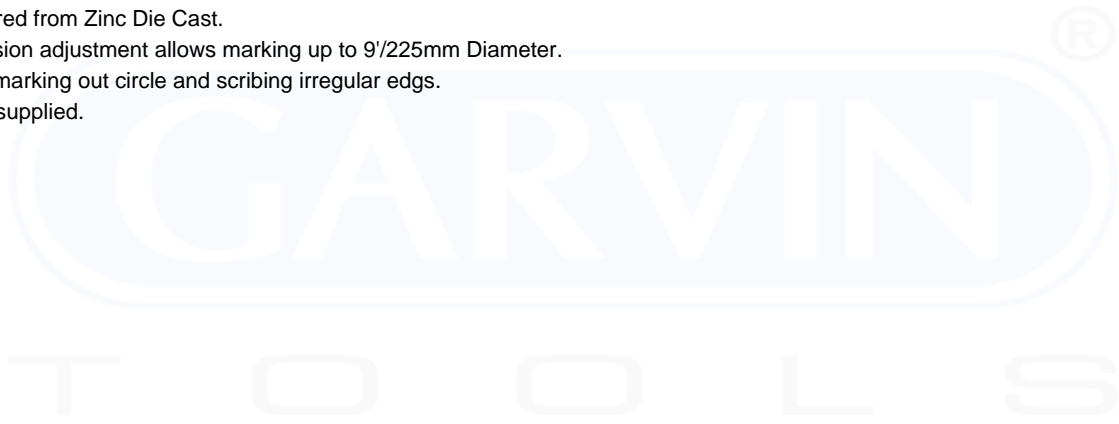 red from Zinc Die Cast.
sion adjustment allows marking up to 9'/225mm Diameter.
marking out circle and scribing irregular edgs.
supplied.
®
GARVIN
TOOLS